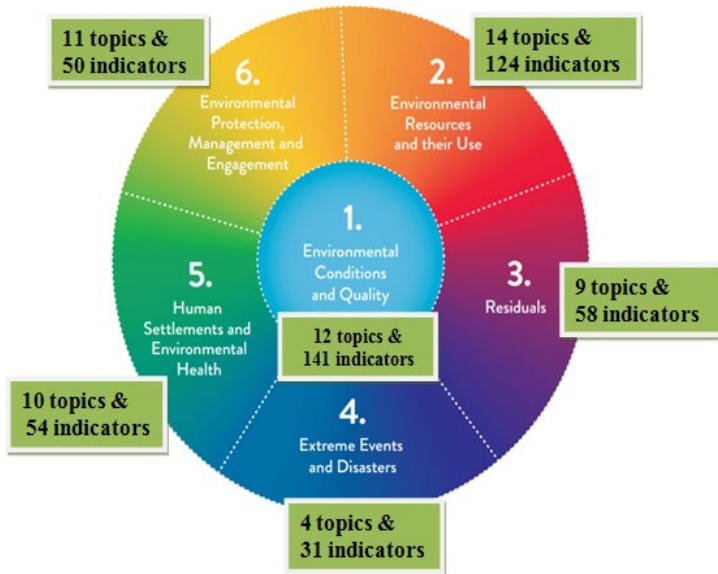 11 topics &
50 indicators
14 topics &
124 indicators
6.
Environmental
Protection,
Management and
Engagement
2.
Environmental
Resources
and their Use
1.
Environmental
Conditions
and Quality
12 topics &
141 indicators
5.
Human
Settlements and
Environmental
Health
3.
Residuals
9 topics &
58 indicators
10 topics &
54 indicators
4.
Extreme Events
and Disasters
4 topics &
31 indicators